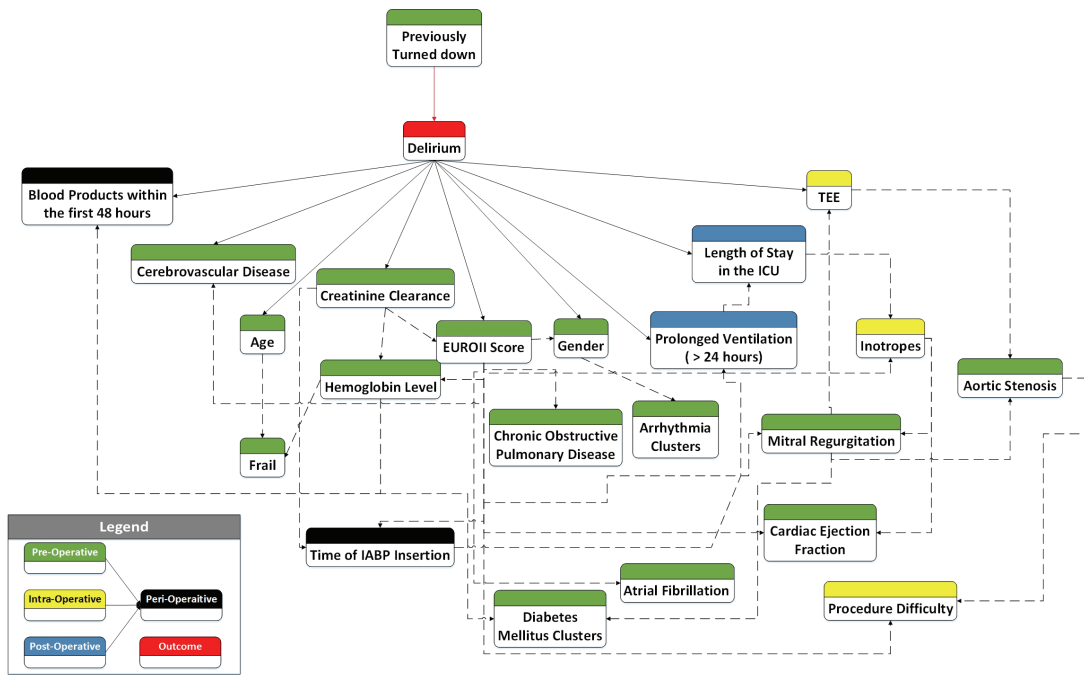 Previously
Turned down
Delirium
Blood Products within
the first 48 hours
TEE
Cerebrovascular Disease
Length of Stay
in the ICU
Creatinine Clearance
Age
EUROII Score
Gender
Prolonged Ventilation
( > 24 hours)
Inotropes
Hemoglobin Level
Aortic Stenosis
Chronic Obstructive
Pulmonary Disease
Arrhythmia
Clusters
Mitral Regurgitation
Frail
Time of IABP Insertion
Cardiac Ejection
Fraction
Atrial Fibrillation
Diabetes
Mellitus Clusters
Procedure Difficulty
Legend
Pre-Operative
Intra-Operative
Peri-Operaitive
Post-Operative
Outcome